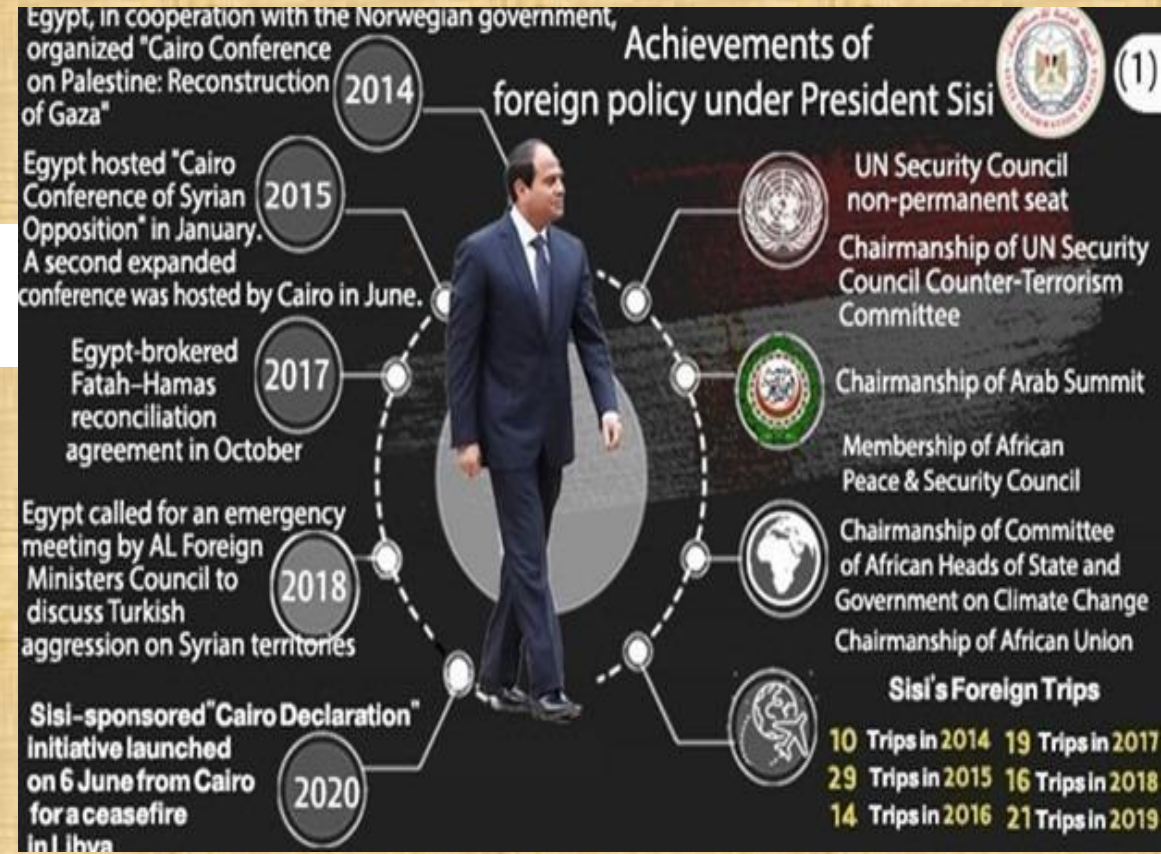 Achievements of
foreign policy under President Sisi
(1)
Egypt, in cooperation with the Norwegian government,
organized "Cairo Conference
on Palestine: Reconstruction
of Gaza"
2014
Egypt hosted "Cairo
Conference of Syrian
Opposition" in January.
A second expanded
conference was hosted by Cairo in June.
2015
Egypt-brokered
Fatah–Hamas
reconciliation
agreement in October
2017
Egypt called for an emergency
meeting by AL Foreign
Ministers Council to
discuss Turkish
aggression on Syrian territories
2018
Sisi-sponsored "Cairo Declaration"
initiative launched
on 6 June from Cairo
for a ceasefire
in Libya
2020
UN Security Council
non-permanent seat
Chairmanship of UN Security
Council Counter-Terrorism
Committee
Chairmanship of Arab Summit
Membership of African
Peace & Security Council
Chairmanship of Committee
of African Heads of State and
Government on Climate Change
Chairmanship of African Union
Sisi's Foreign Trips
10 Trips in 2014 19 Trips in 2017
29 Trips in 2015 16 Trips in 2018
14 Trips in 2016 21 Trips in 2019